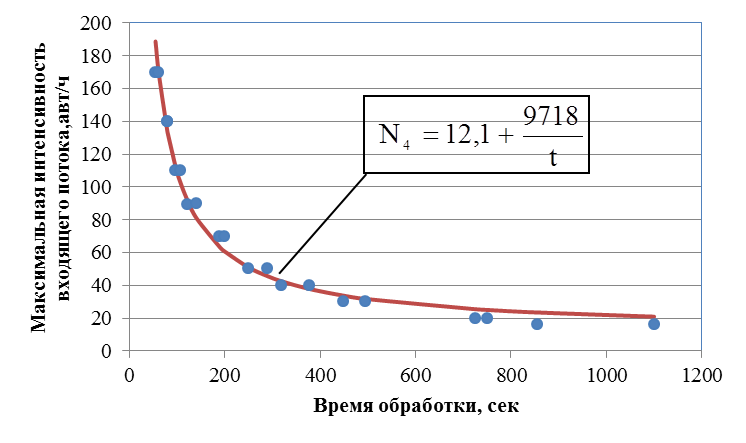 Максимальная интенсивность
входящего потока,авт/ч
200
180
160
140
120
100
80
60
40
20
0
N4 = 12,1 + 9718/t
0 200 400 600 800 1000 1200
Время обработки, сек